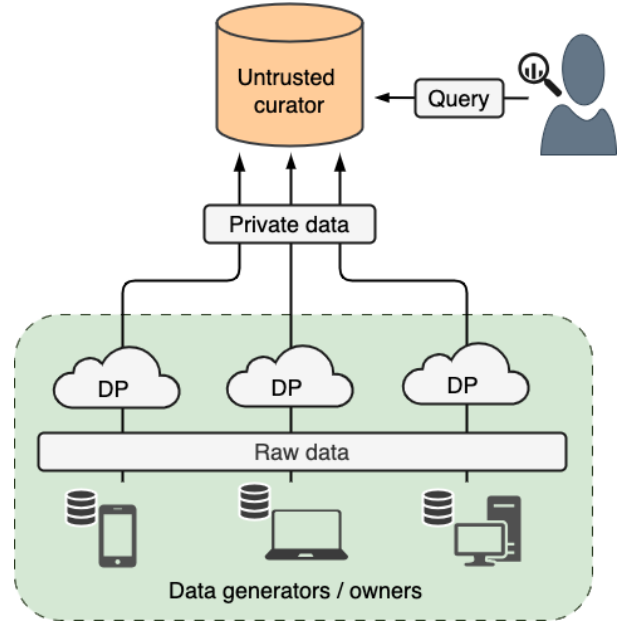 Untrusted
curator
Query
Private data
DP
DP
DP
Raw data
Data generators / owners